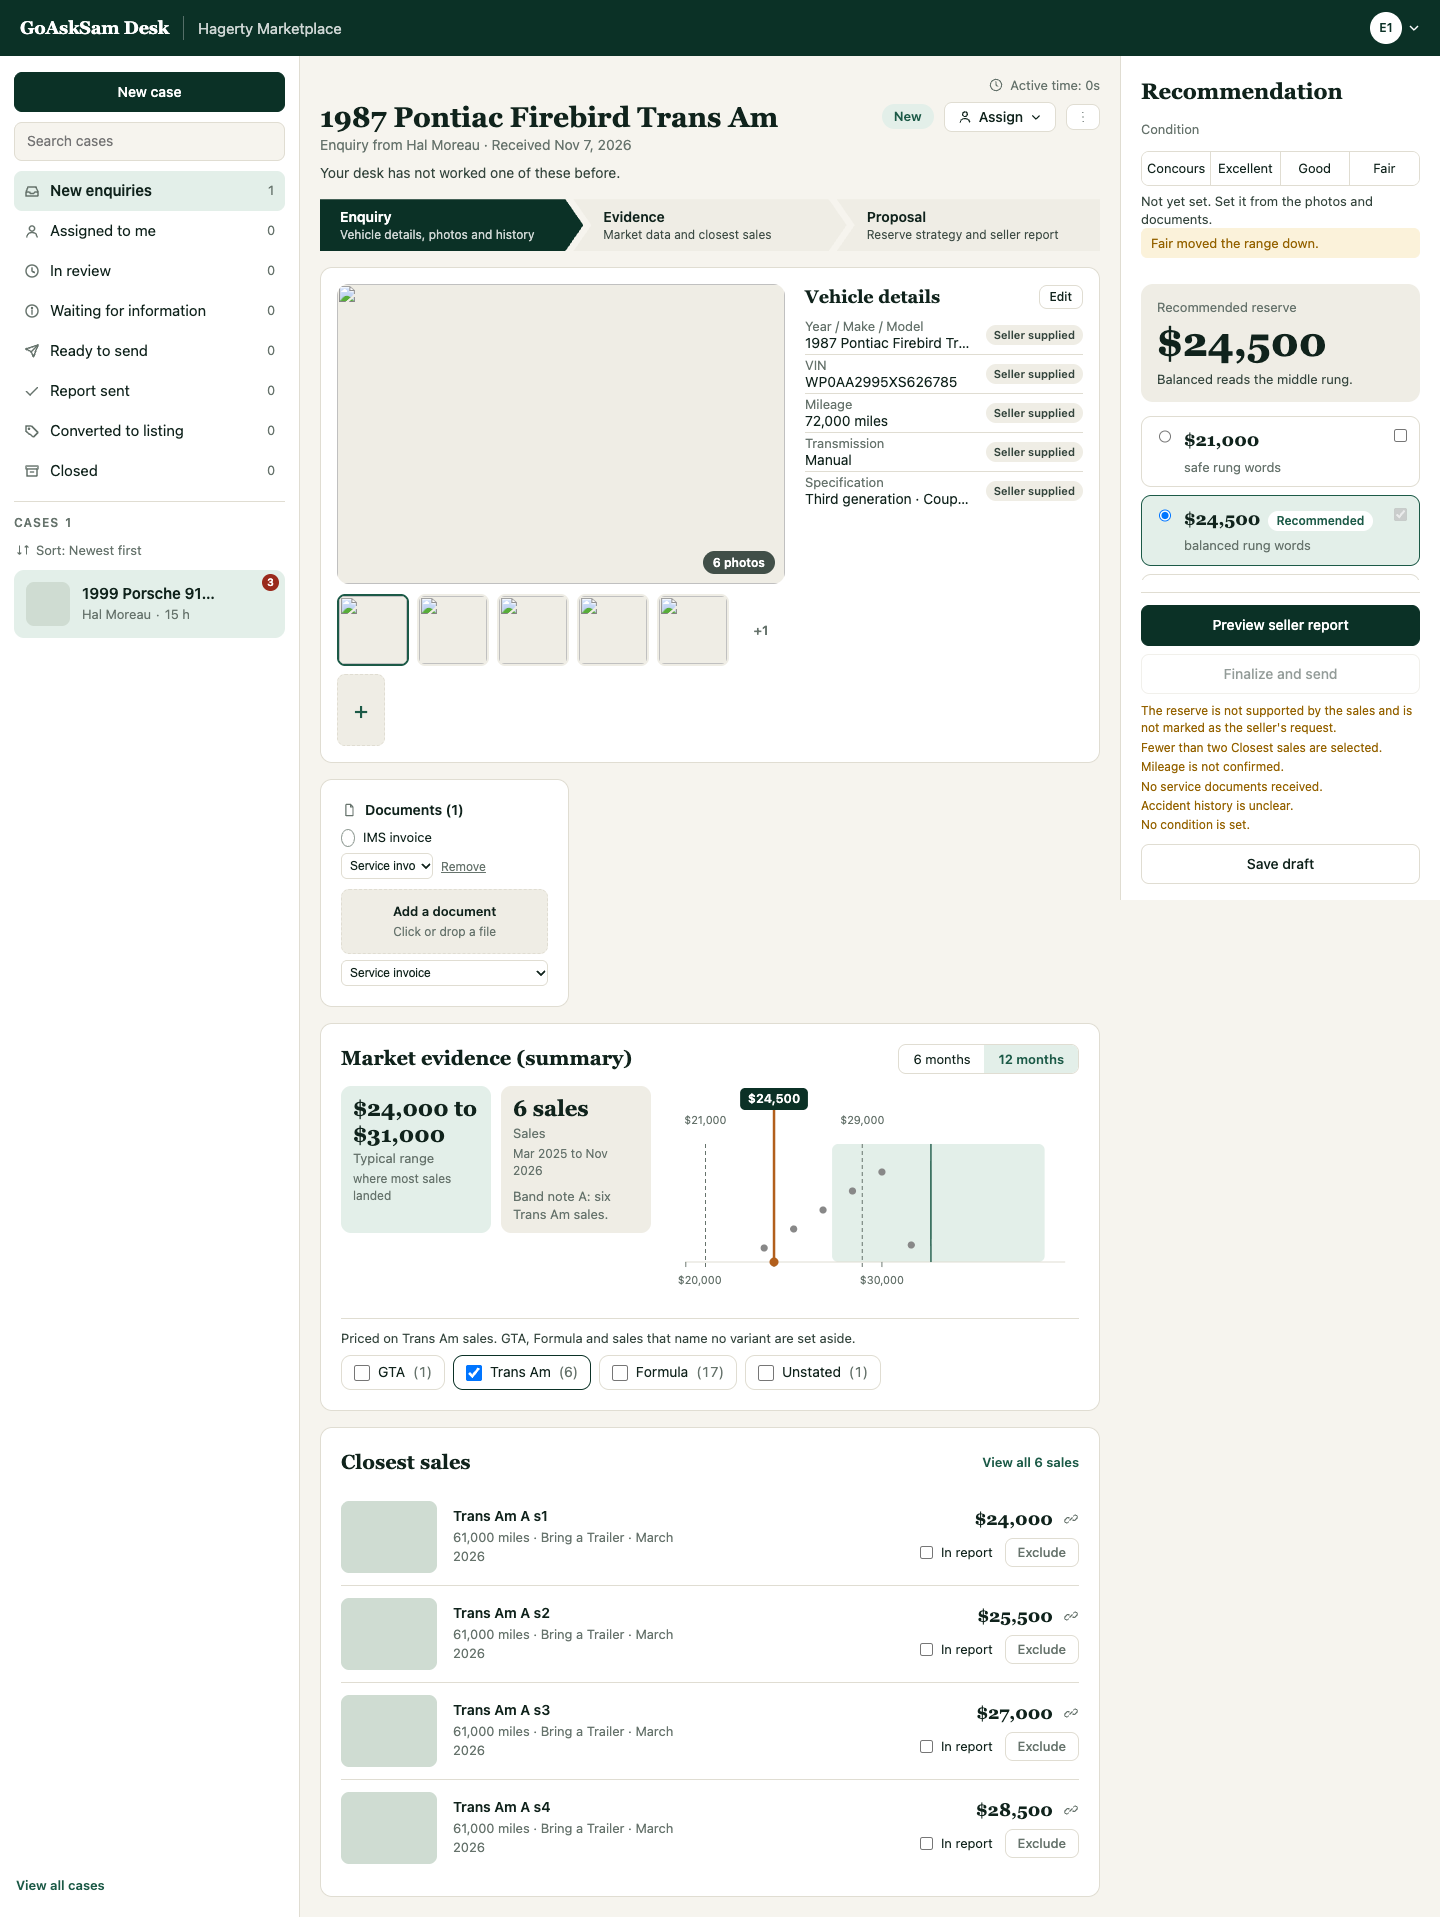 GoAskSam Desk
Hagerty Marketplace
E1
New case
Search cases
New enquiries 1
Assigned to me 0
In review 0
Waiting for information 0
Ready to send 0
Report sent 0
Converted to listing 0
Closed 0
CASES 1
Sort: Newest first
1999 Porsche 91...
3
Hal Moreau · 15 h
View all cases
Active time: 0s
1987 Pontiac Firebird Trans Am
New
Assign
Enquiry from Hal Moreau · Received Nov 7, 2026
Your desk has not worked one of these before.
Enquiry
Vehicle details, photos and history
Evidence
Market data and closest sales
Proposal
Reserve strategy and seller report
6 photos
+1
+
Vehicle details
Edit
Year / Make / Model
1987 Pontiac Firebird Tr...
Seller supplied
VIN
WP0AA2995XS626785
Seller supplied
Mileage
72,000 miles
Seller supplied
Transmission
Manual
Seller supplied
Specification
Third generation · Coup...
Seller supplied
Documents (1)
IMS invoice
Service invo
Remove
Add a document
Click or drop a file
Service invoice
Market evidence (summary)
6 months
12 months
$24,000 to
$31,000
Typical range
where most sales
landed
6 sales
Sales
Mar 2025 to Nov
2026
Band note A: six
Trans Am sales.
$24,500
$21,000
$29,000
$20,000
$30,000
Priced on Trans Am sales. GTA, Formula and sales that name no variant are set aside.
GTA (1)
Trans Am (6)
Formula (17)
Unstated (1)
Closest sales
View all 6 sales
Trans Am A s1
61,000 miles · Bring a Trailer · March
2026
$24,000
In report
Exclude
Trans Am A s2
61,000 miles · Bring a Trailer · March
2026
$25,500
In report
Exclude
Trans Am A s3
61,000 miles · Bring a Trailer · March
2026
$27,000
In report
Exclude
Trans Am A s4
61,000 miles · Bring a Trailer · March
2026
$28,500
In report
Exclude
Recommendation
Condition
Concours
Excellent
Good
Fair
Not yet set. Set it from the photos and
documents.
Fair moved the range down.
Recommended reserve
$24,500
Balanced reads the middle rung.
$21,000
safe rung words
$24,500
Recommended
balanced rung words
Preview seller report
Finalize and send
The reserve is not supported by the sales and is
not marked as the seller's request.
Fewer than two Closest sales are selected.
Mileage is not confirmed.
No service documents received.
Accident history is unclear.
No condition is set.
Save draft